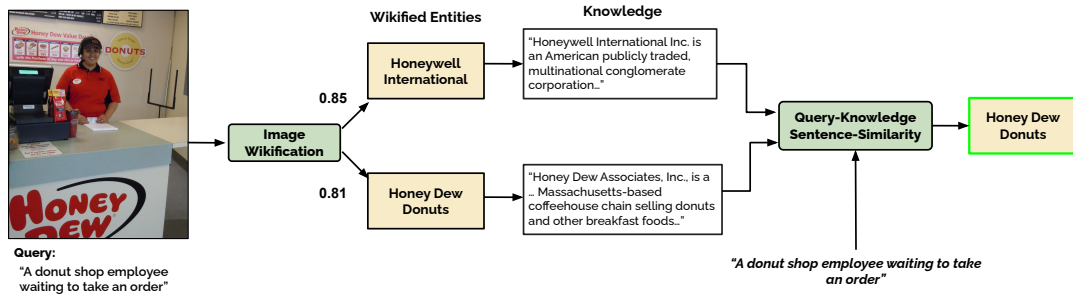 Wikified Entities
Knowledge
Honey Dew Value
DONUTS
HONEY
DEW
Query:
"A donut shop employee
waiting to take an order"
Image
Wikification
0.85
0.81
Honeywell
International
Honey Dew
Donuts
"Honeywell International Inc. is
an American publicly traded,
multinational conglomerate
corporation…"
"Honey Dew Associates, Inc., is a
… Massachusetts-based
coffeehouse chain selling donuts
and other breakfast foods…"
Query-Knowledge
Sentence-Similarity
"A donut shop employee waiting to take
an order"
Honey Dew
Donuts